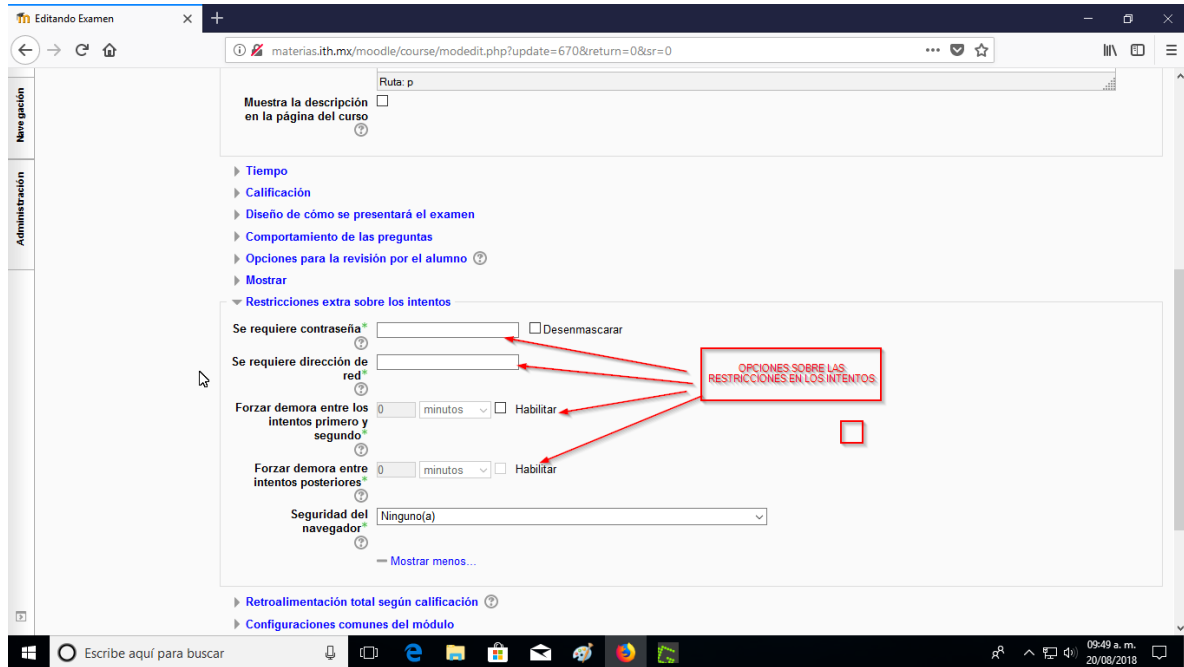 Editando Examen
materias.ith.mx/moodle/course/modedit.php?update=670&return=0&sr=0
Ruta: p
Navegación
Muestra la descripción
en la página del curso
Administración
Tiempo
Calificación
Diseño de cómo se presentará el examen
Comportamiento de las preguntas
Opciones para la revisión por el alumno
Mostrar
Restricciones extra sobre los intentos
Se requiere contraseña*
Desenmascarar
Se requiere dirección de
red*
OPCIONES SOBRE LAS
RESTRICCIONES EN LOS INTENTOS
Forzar demora entre los 0 minutos Habilitar
intentos primero y
segundo*
Forzar demora entre 0 minutos Habilitar
intentos posteriores*
Seguridad del Ninguno(a)
navegador*
Mostrar menos...
Retroalimentación total según calificación
Configuraciones comunes del módulo
Escribe aquí para buscar
09:49 a. m.
20/08/2018